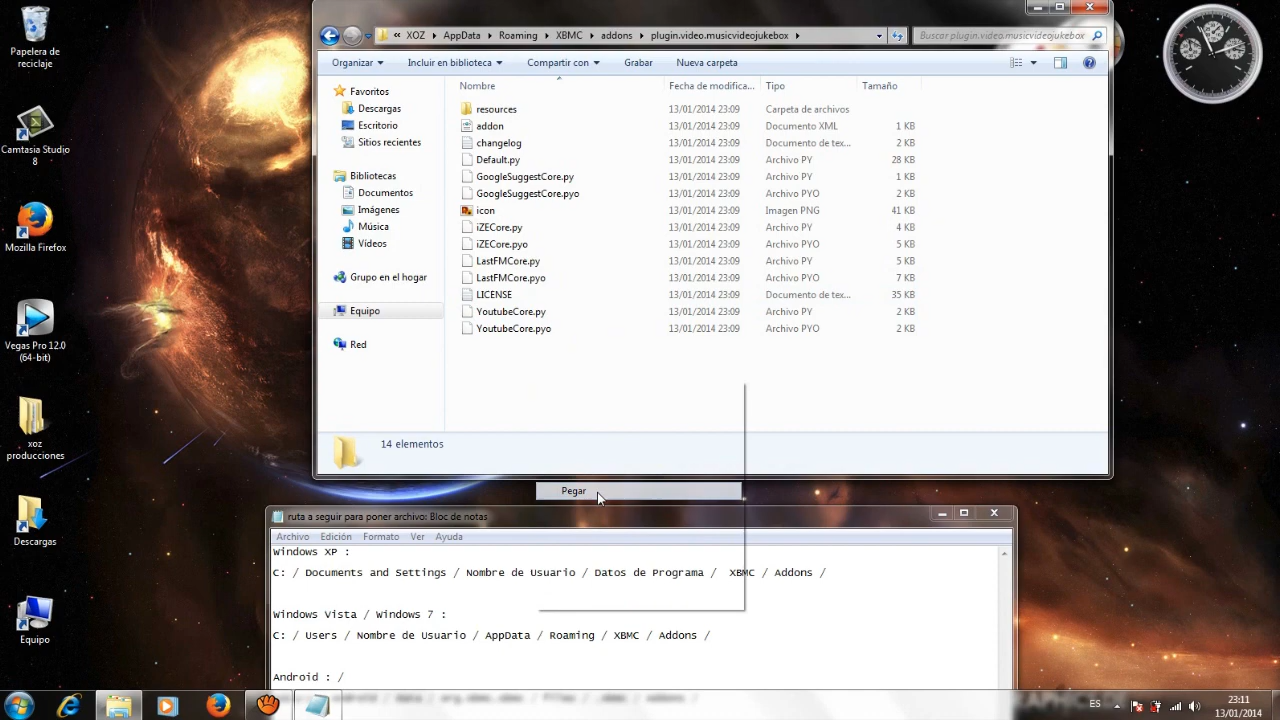 Papelera de
reciclaje
Camtasia Studio
8
Mozilla Firefox
Vegas Pro 12.0
(64-bit)
xoz
producciones
Descargas
Equipo
« XOZ AppData Roaming XBMC addons plugin.video.musicvideojukebox
Buscar plugin.video.musicvideojukebox
Organizar Incluir en biblioteca Compartir con Grabar Nueva carpeta
Favoritos
Descargas
Escritorio
Sitios recientes
Bibliotecas
Documentos
Imágenes
Música
Vídeos
Grupo en el hogar
Equipo
Red
Nombre Fecha de modifica... Tipo Tamaño
resources 13/01/2014 23:09 Carpeta de archivos
addon 13/01/2014 23:09 Documento XML 1 KB
changelog 13/01/2014 23:09 Documento de tex... 2 KB
Default.py 13/01/2014 23:09 Archivo PY 28 KB
GoogleSuggestCore.py 13/01/2014 23:09 Archivo PY 1 KB
GoogleSuggestCore.pyo 13/01/2014 23:09 Archivo PYO 2 KB
icon 13/01/2014 23:09 Imagen PNG 41 KB
iZECore.py 13/01/2014 23:09 Archivo PY 4 KB
iZECore.pyo 13/01/2014 23:09 Archivo PYO 5 KB
LastFMCore.py 13/01/2014 23:09 Archivo PY 5 KB
LastFMCore.pyo 13/01/2014 23:09 Archivo PYO 7 KB
LICENSE 13/01/2014 23:09 Documento de tex... 35 KB
YoutubeCore.py 13/01/2014 23:09 Archivo PY 2 KB
YoutubeCore.pyo 13/01/2014 23:09 Archivo PYO 2 KB
14 elementos
Pegar
ruta a seguir para poner archivo: Bloc de notas
Archivo Edición Formato Ver Ayuda
Windows XP :
C: / Documents and Settings / Nombre de Usuario / Datos de Programa / XBMC / Addons /
Windows Vista / Windows 7 :
C: / Users / Nombre de Usuario / AppData / Roaming / XBMC / Addons /
Android : /
ES
23:11
13/01/2014